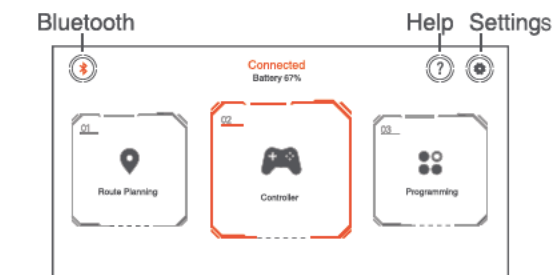 Bluetooth
Help Settings
Connected
Battery 67%
?
01
02
03
Route Planning
Controller
Programming